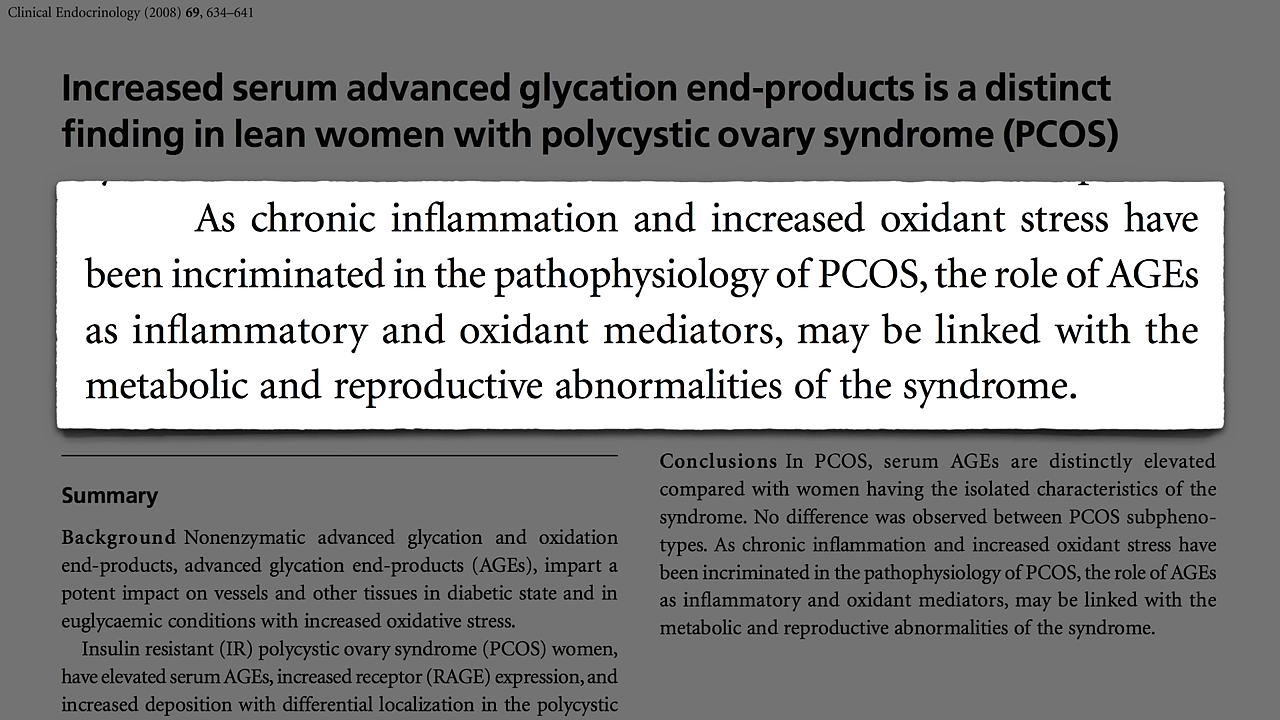 Clinical Endocrinology (2008) 69, 634–641
Increased serum advanced glycation end-products is a distinct
finding in lean women with polycystic ovary syndrome (PCOS)
As chronic inflammation and increased oxidant stress have
been incriminated in the pathophysiology of PCOS, the role of AGEs
as inflammatory and oxidant mediators, may be linked with the
metabolic and reproductive abnormalities of the syndrome.
Summary
Background Nonenzymatic advanced glycation and oxidation
end-products, advanced glycation end-products (AGEs), impart a
potent impact on vessels and other tissues in diabetic state and in
euglycaemic conditions with increased oxidative stress.
Insulin resistant (IR) polycystic ovary syndrome (PCOS) women,
have elevated serum AGEs, increased receptor (RAGE) expression, and
increased deposition with differential localization in the polycystic
Conclusions In PCOS, serum AGEs are distinctly elevated
compared with women having the isolated characteristics of the
syndrome. No difference was observed between PCOS subpheno-
types. As chronic inflammation and increased oxidant stress have
been incriminated in the pathophysiology of PCOS, the role of AGEs
as inflammatory and oxidant mediators, may be linked with the
metabolic and reproductive abnormalities of the syndrome.